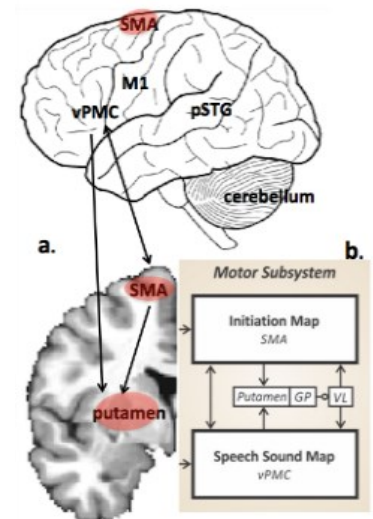 SMA
M1
vPMC
pSTG
cerebellum
a.
b.
SMA
putamen
Motor Subsystem
Initiation Map
SMA
Putamen GP VL
Speech Sound Map
vPMC